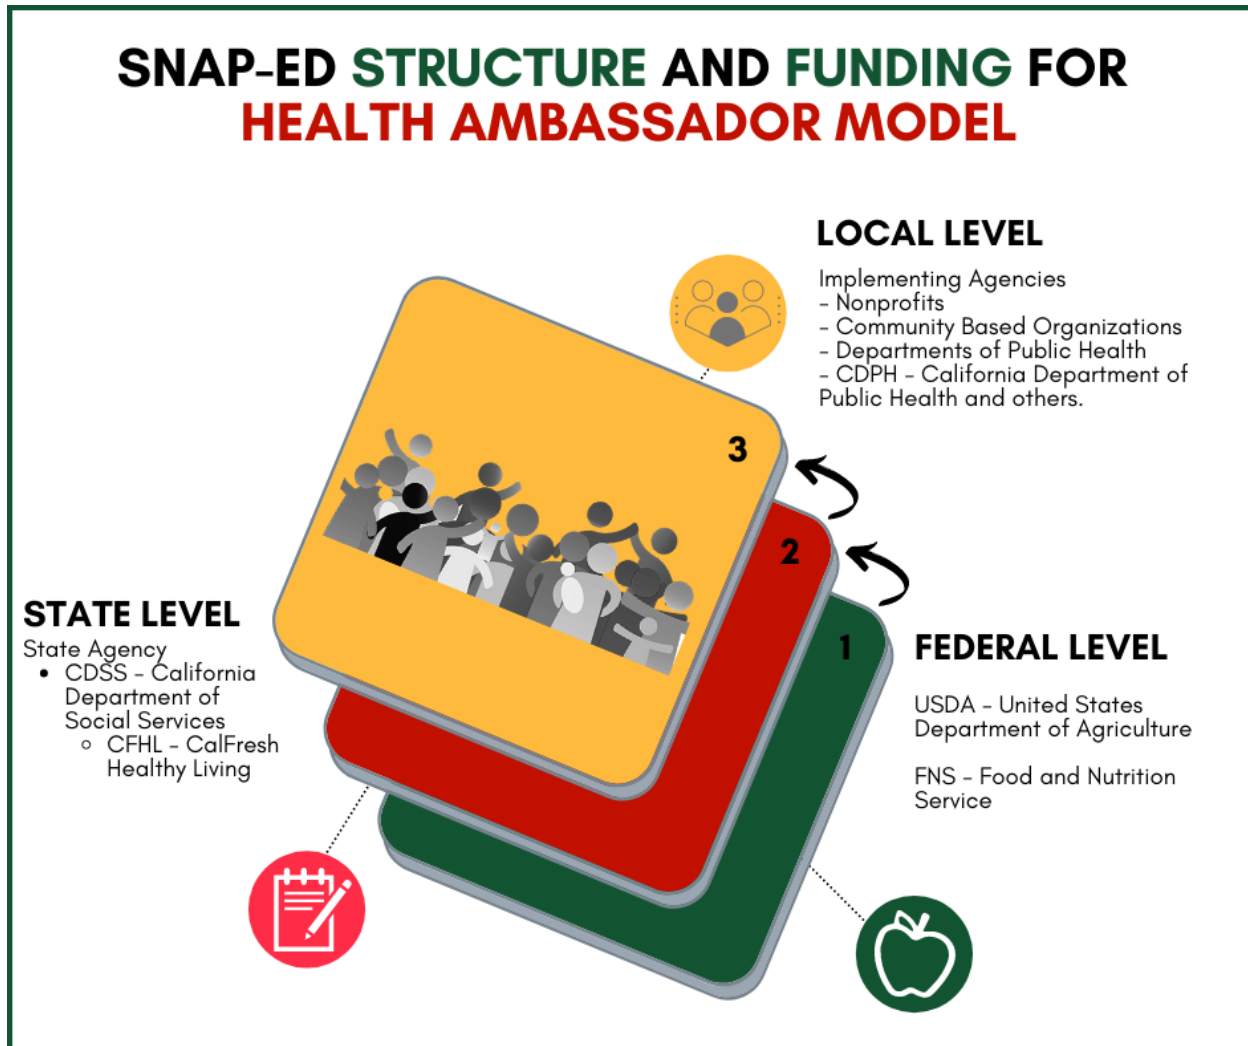 SNAP-ED STRUCTURE AND FUNDING FOR
HEALTH AMBASSADOR MODEL
LOCAL LEVEL
Implementing Agencies
- Nonprofits
- Community Based Organizations
- Departments of Public Health
- CDPH - California Department of
Public Health and others.
3
2
1
STATE LEVEL
State Agency
• CDSS - California
Department of
Social Services
◦ CFHL - CalFresh
Healthy Living
FEDERAL LEVEL
USDA - United States
Department of Agriculture
FNS - Food and Nutrition
Service